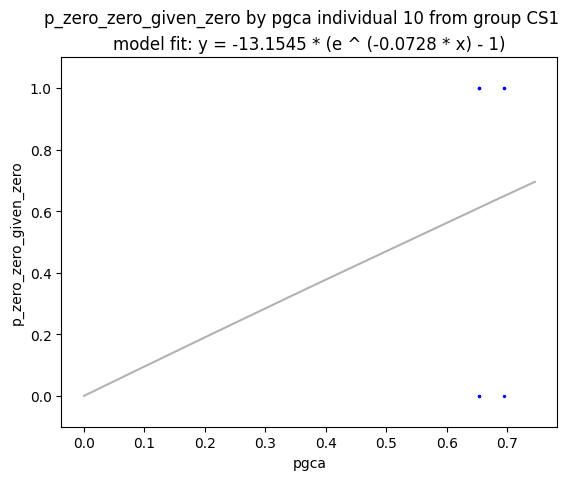 p_zero_zero_given_zero by pgca individual 10 from group CS1
model fit: y = -13.1545 * (e ^ (-0.0728 * x) - 1)
1.0
0.8
0.6
0.4
0.2
0.0
p_zero_zero_given_zero
0.0 0.1 0.2 0.3 0.4 0.5 0.6 0.7
pgca